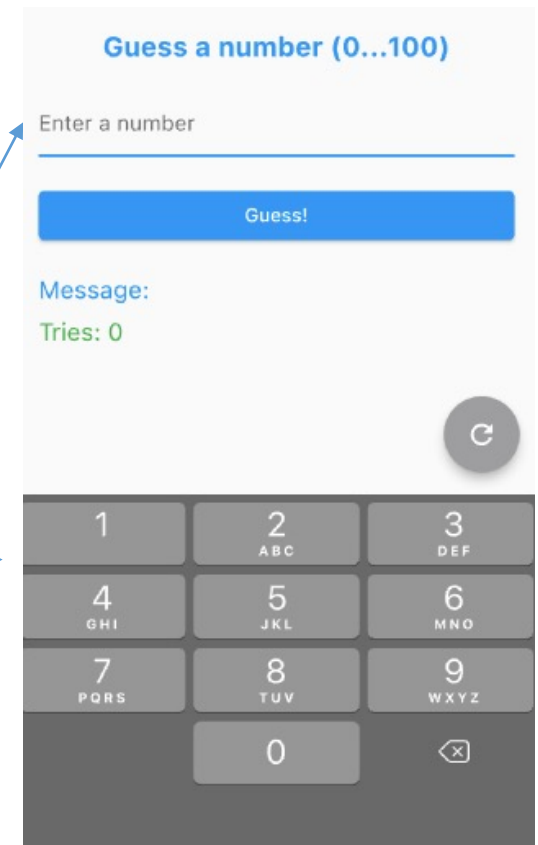 Guess a number (0...100)
Enter a number
Guess!
Message:
Tries: 0
1 2 3
ABC DEF
4 5 6
GHI JKL MNO
7 8 9
PQRS TUV WXYZ
0